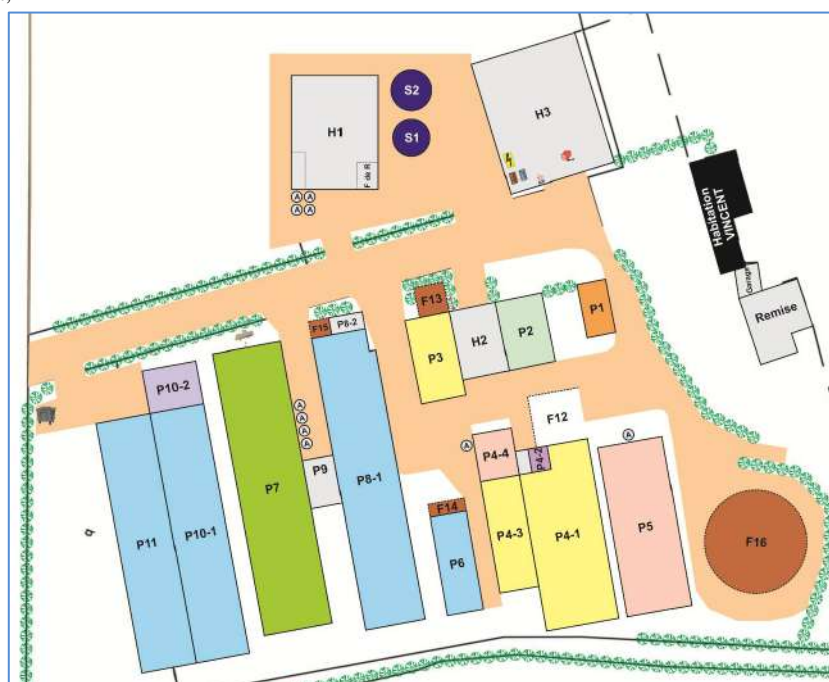 S2
H1
S1
H3
F de R
A A
A A
Habitation
VINCENT
Garage
Remise
F13
P1
F15
P8-2
P3
H2
P2
P10-2
A
A
A
A
F12
A
A
P4-4
P4-2
P9
P7
P8-1
P11
P10-1
F14
P6
P4-3
P4-1
P5
F16